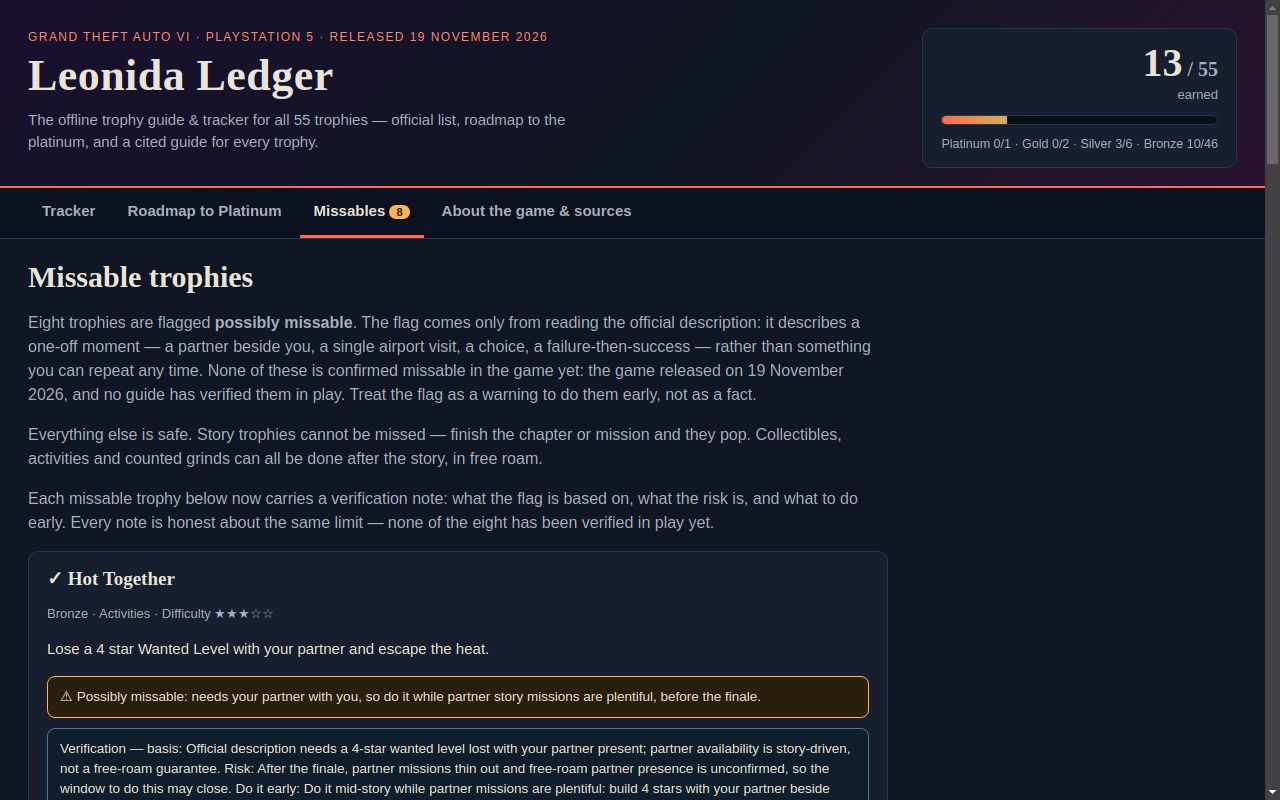 GRAND THEFT AUTO VI · PLAYSTATION 5 · RELEASED 19 NOVEMBER 2026
Leonida Ledger
The offline trophy guide & tracker for all 55 trophies — official list, roadmap to the
platinum, and a cited guide for every trophy.
13 / 55
earned
Platinum 0/1 · Gold 0/2 · Silver 3/6 · Bronze 10/46
Tracker
Roadmap to Platinum
Missables 8
About the game & sources
Missable trophies
Eight trophies are flagged possibly missable. The flag comes only from reading the official description: it describes a
one-off moment — a partner beside you, a single airport visit, a choice, a failure-then-success — rather than something
you can repeat any time. None of these is confirmed missable in the game yet: the game released on 19 November
2026, and no guide has verified them in play. Treat the flag as a warning to do them early, not as a fact.
Everything else is safe. Story trophies cannot be missed — finish the chapter or mission and they pop. Collectibles,
activities and counted grinds can all be done after the story, in free roam.
Each missable trophy below now carries a verification note: what the flag is based on, what the risk is, and what to do
early. Every note is honest about the same limit — none of the eight has been verified in play yet.
✓ Hot Together
Bronze · Activities · Difficulty ★★★☆☆
Lose a 4 star Wanted Level with your partner and escape the heat.
⚠ Possibly missable: needs your partner with you, so do it while partner story missions are plentiful, before the finale.
Verification — basis: Official description needs a 4-star wanted level lost with your partner present; partner availability is story-driven,
not a free-roam guarantee. Risk: After the finale, partner missions thin out and free-roam partner presence is unconfirmed, so the
window to do this may close. Do it early: Do it mid-story while partner missions are plentiful: build 4 stars with your partner beside